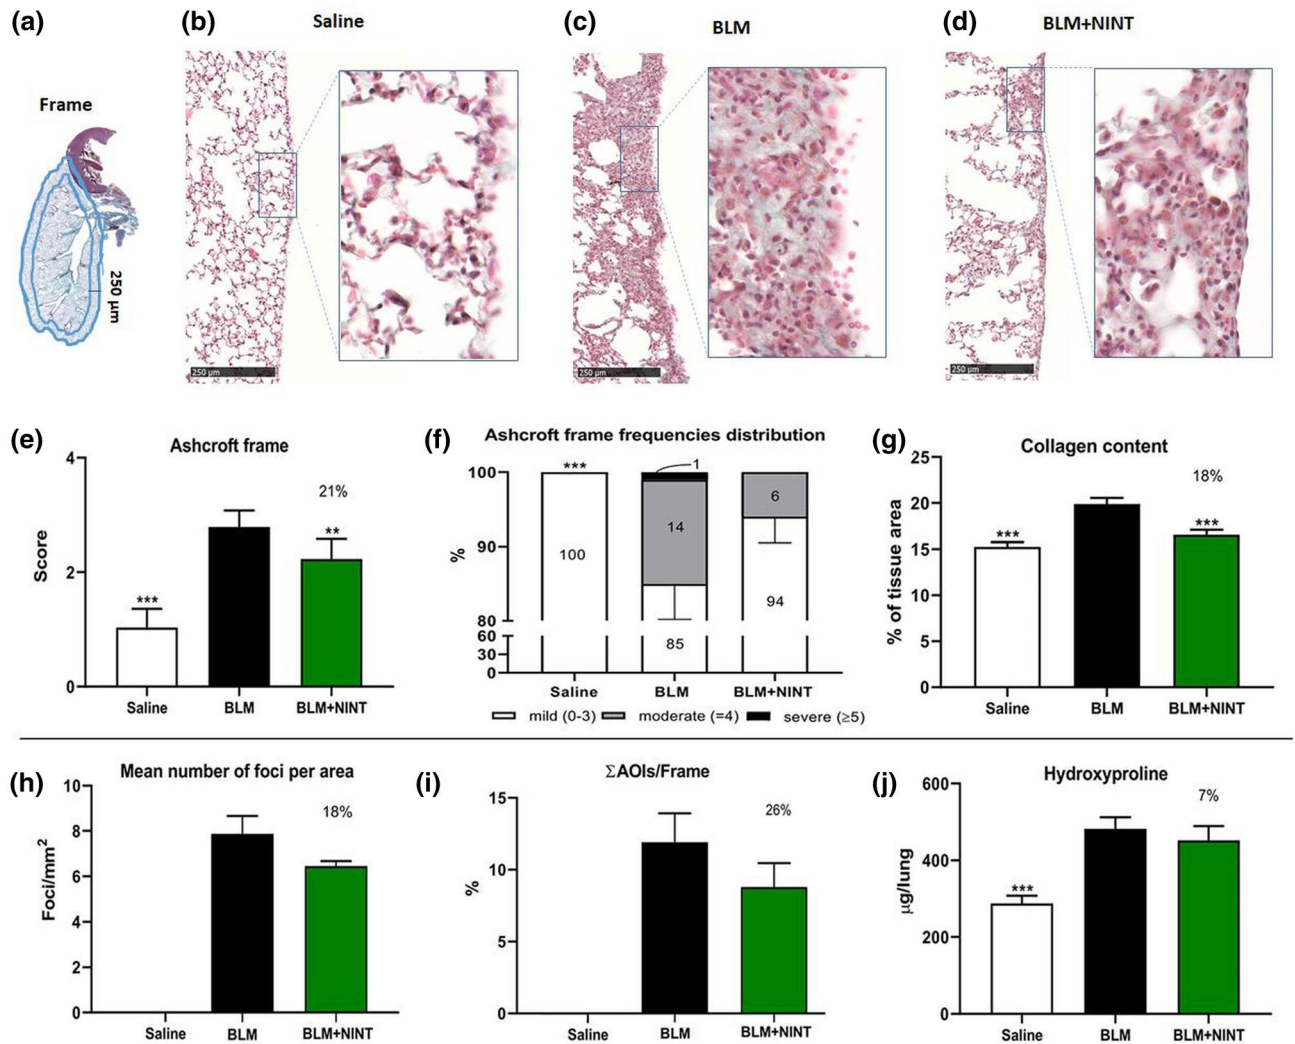 (a)
Frame
250 µm
(b)
Saline
250 µm
(c)
BLM
250 µm
(d)
BLM+NINT
250 µm
(e)
Ashcroft frame
Score
4
2
0
***
21%
**
Saline
BLM
BLM+NINT
(f)
Ashcroft frame frequencies distribution
%
100
90
80
60
30
0
***
100
1
14
85
6
94
Saline
BLM
BLM+NINT
mild (0-3)
moderate (=4)
severe (≥5)
(g)
Collagen content
% of tissue area
25
20
15
10
5
0
***
18%
***
Saline
BLM
BLM+NINT
(h)
Mean number of foci per area
Foci/mm²
10
8
6
4
2
0
18%
Saline
BLM
BLM+NINT
(i)
ΣAOIs/Frame
%
15
10
5
0
26%
Saline
BLM
BLM+NINT
(j)
Hydroxyproline
µg/lung
600
400
200
0
***
7%
Saline
BLM
BLM+NINT